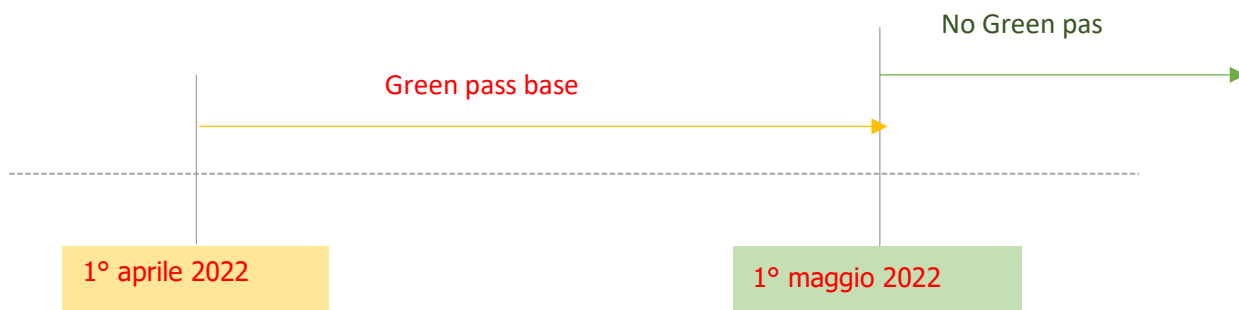 No Green pas
Green pass base
1° aprile 2022
1° maggio 2022